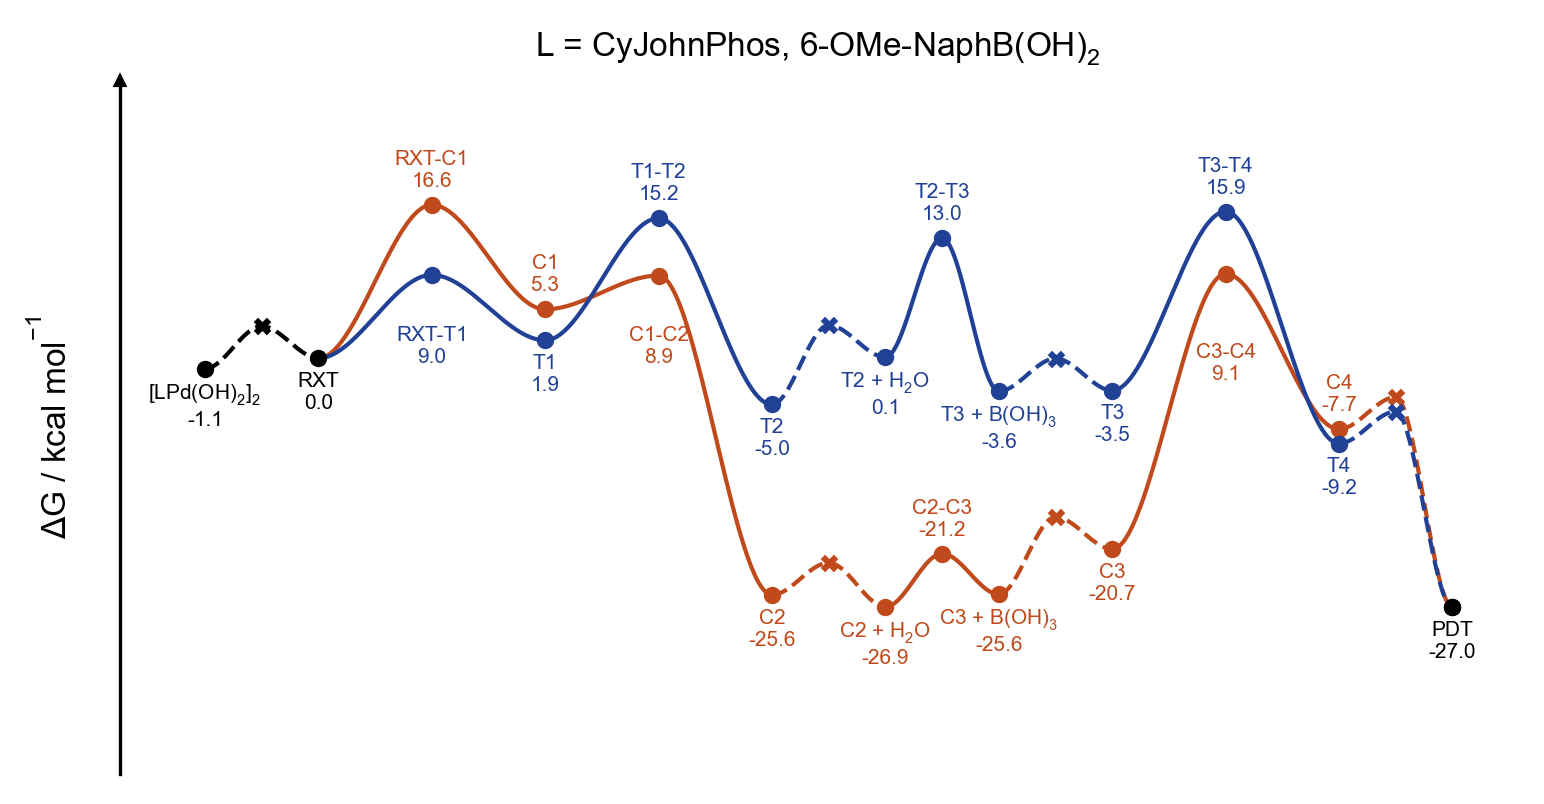 L = CyJohnPhos, 6-OMe-NaphB(OH)₂
ΔG / kcal mol⁻¹
[LPd(OH)₂]₂
-1.1
RXT
0.0
RXT-C1
16.6
RXT-T1
9.0
C1
5.3
T1
1.9
T1-T2
15.2
C1-C2
8.9
T2
-5.0
C2
-25.6
T2 + H₂O
0.1
C2 + H₂O
-26.9
T2-T3
13.0
C2-C3
-21.2
T3 + B(OH)₃
-3.6
C3 + B(OH)₃
-25.6
T3
-3.5
C3
-20.7
T3-T4
15.9
C3-C4
9.1
C4
-7.7
T4
-9.2
PDT
-27.0